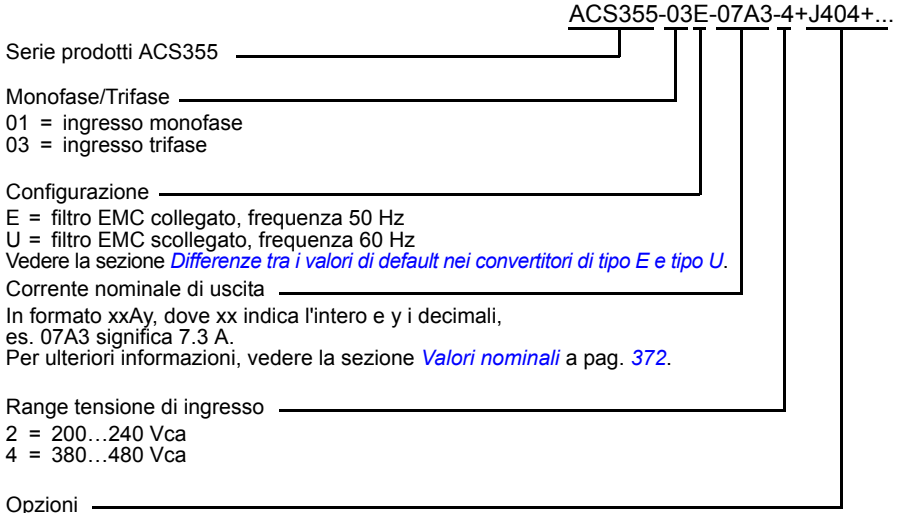 ACS355-03E-07A3-4+J404+...
Serie prodotti ACS355
Monofase/Trifase
01 = ingresso monofase
03 = ingresso trifase
Configurazione
E = filtro EMC collegato, frequenza 50 Hz
U = filtro EMC scollegato, frequenza 60 Hz
Vedere la sezione Differenze tra i valori di default nei convertitori di tipo E e tipo U.
Corrente nominale di uscita
In formato xxAy, dove xx indica l'intero e y i decimali,
es. 07A3 significa 7.3 A.
Per ulteriori informazioni, vedere la sezione Valori nominali a pag. 372.
Range tensione di ingresso
2 = 200…240 Vca
4 = 380…480 Vca
Opzioni